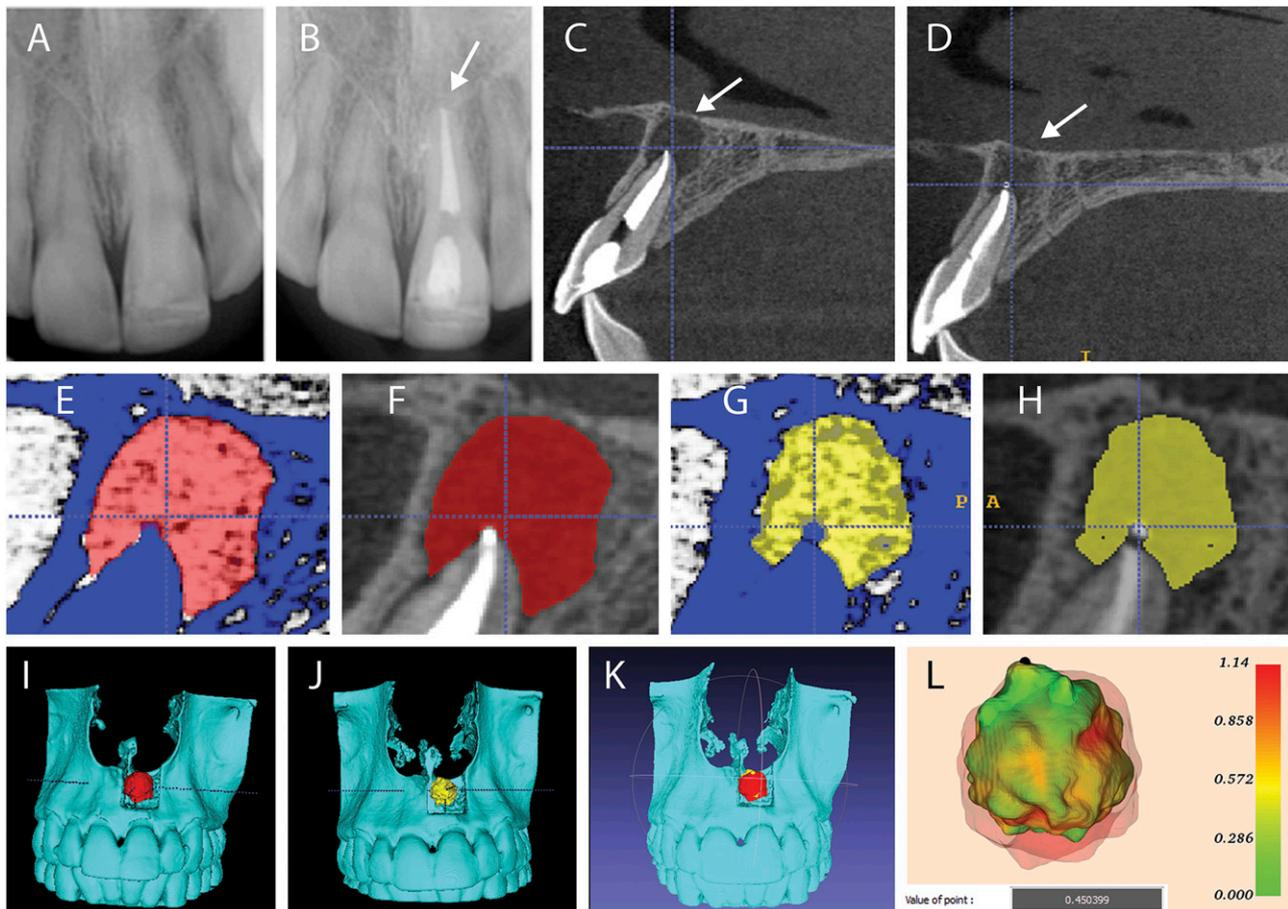 A
B
C
D
I
E
F
G
P A
H
I
J
K
L
1.14
0.858
0.572
0.286
0.000
Value of point :
0.450399